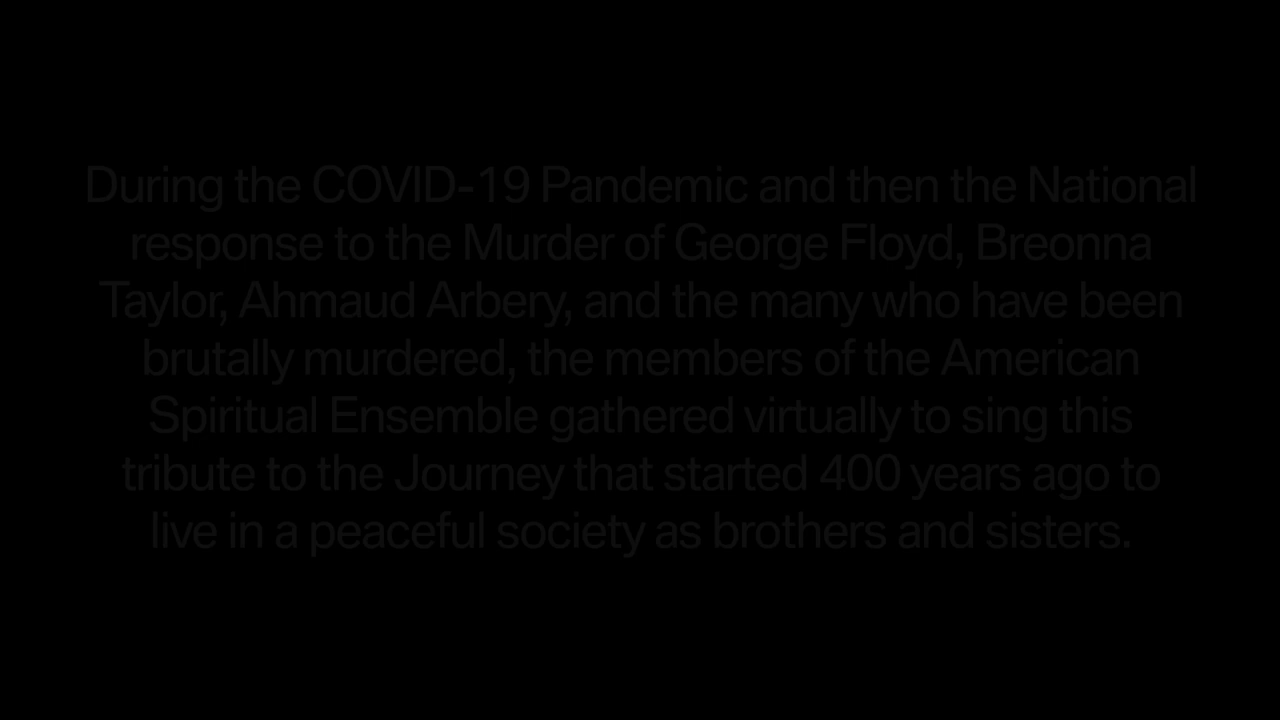 During the COVID-19 Pandemic and then the National
response to the Murder of George Floyd, Breonna
Taylor, Ahmaud Arbery, and the many who have been
brutally murdered, the members of the American
Spiritual Ensemble gathered virtually to sing this
tribute to the Journey that started 400 years ago to
live in a peaceful society as brothers and sisters.